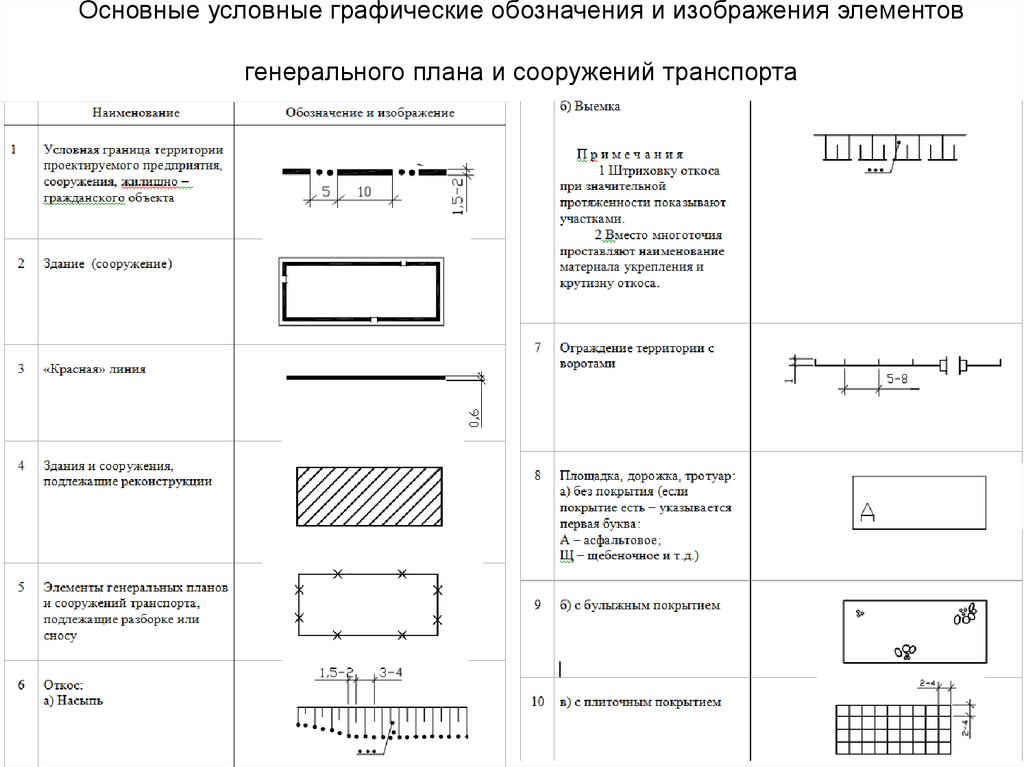 Основные условные графические обозначения и изображения элементов
генерального плана и сооружений транспорта
Наименование
Обозначение и изображение
1
Условная граница территории
проектируемого предприятия,
сооружения, жилищно –
гражданского объекта
5
10
1,5-2
2
Здание (сооружение)
3
«Красная» линия
0,6
4
Здания и сооружения,
подлежащие реконструкции
5
Элементы генеральных планов
и сооружений транспорта,
подлежащие разборке или
сносу
6
Откос:
а) Насыпь
1,5-2
3-4
б) Выемка
Примечания
1 Штриховку откоса
при значительной
протяженности показывают
участками.
2 Вместо многоточия
проставляют наименование
материала укрепления и
крутизну откоса.
7
Ограждение территории с
воротами
1
5-8
8
Площадка, дорожка, тротуар:
а) без покрытия (если
покрытие есть – указывается
первая буква:
А – асфальтовое;
Щ – щебеночное и т.д.)
А
9
б) с булыжным покрытием
10
в) с плиточным покрытием
2-4
2-4